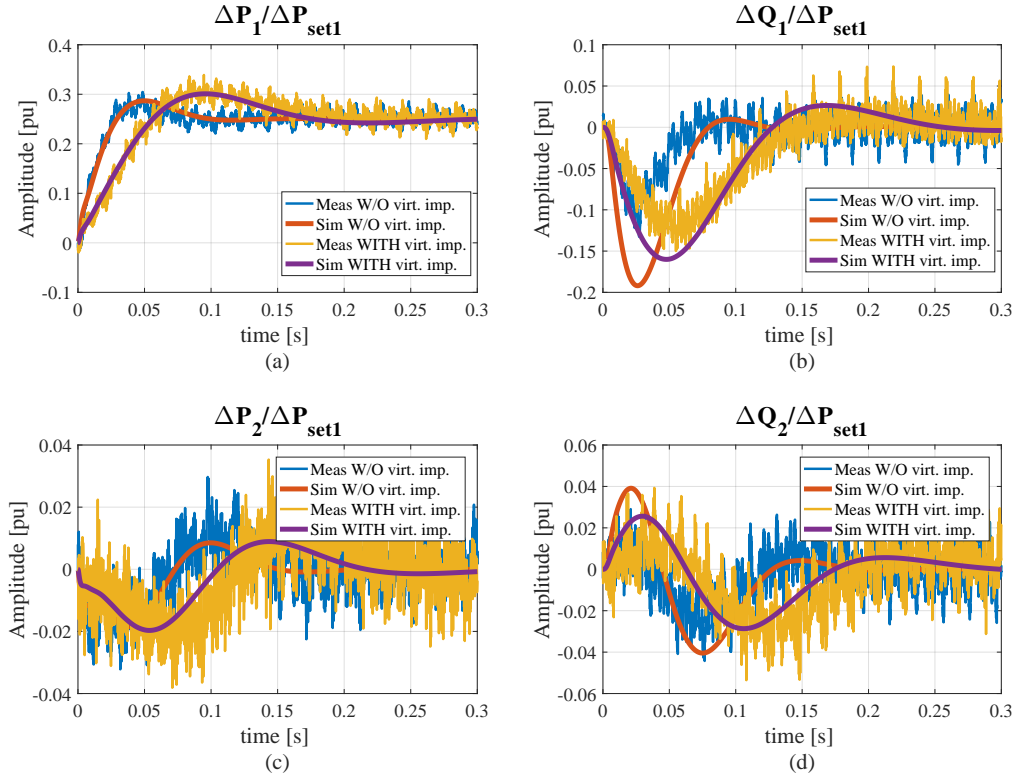 ΔP1/ΔPset1
Amplitude [pu]
0.4
0.3
0.2
0.1
0
-0.1
Meas W/O virt. imp.
Sim W/O virt. imp.
Meas WITH virt. imp.
Sim WITH virt. imp.
0 0.05 0.1 0.15 0.2 0.25 0.3
time [s]
(a)
ΔQ1/ΔPset1
Amplitude [pu]
0.1
0.05
0
-0.05
-0.1
-0.15
-0.2
Meas W/O virt. imp.
Sim W/O virt. imp.
Meas WITH virt. imp.
Sim WITH virt. imp.
0 0.05 0.1 0.15 0.2 0.25 0.3
time [s]
(b)
ΔP2/ΔPset1
Amplitude [pu]
0.04
0.02
0
-0.02
-0.04
Meas W/O virt. imp.
Sim W/O virt. imp.
Meas WITH virt. imp.
Sim WITH virt. imp.
0 0.05 0.1 0.15 0.2 0.25 0.3
time [s]
(c)
ΔQ2/ΔPset1
Amplitude [pu]
0.06
0.04
0.02
0
-0.02
-0.04
-0.06
Meas W/O virt. imp.
Sim W/O virt. imp.
Meas WITH virt. imp.
Sim WITH virt. imp.
0 0.05 0.1 0.15 0.2 0.25 0.3
time [s]
(d)